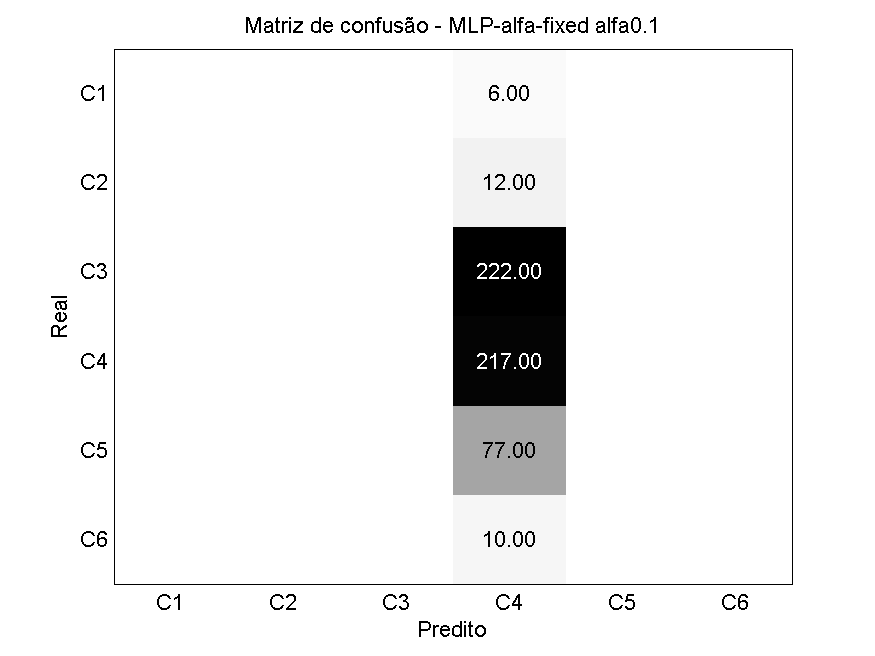 Matriz de confusão - MLP-alfa-fixed alfa0.1
C1 6.00
C2 12.00
C3 222.00
Real
C4 217.00
C5 77.00
C6 10.00
C1 C2 C3 C4 C5 C6
Predito